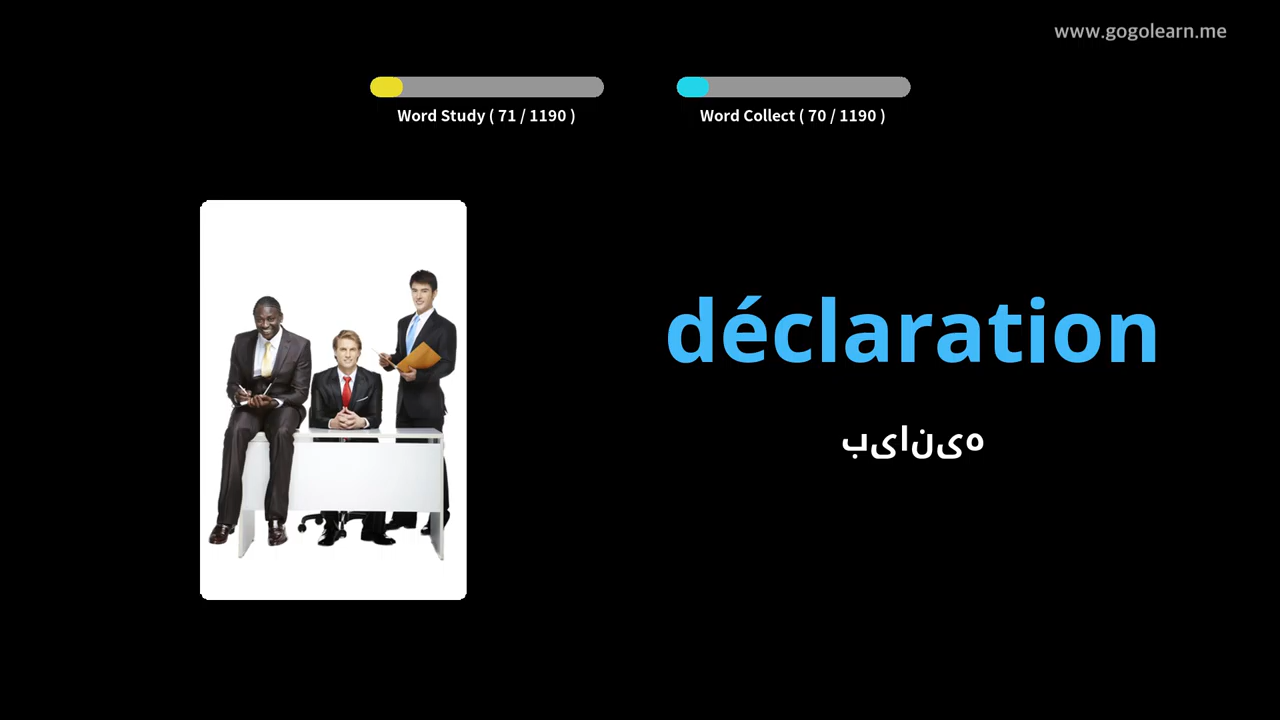 www.gogolearn.me
Word Study ( 71 / 1190 )
Word Collect ( 70 / 1190 )
déclaration
بیانیه